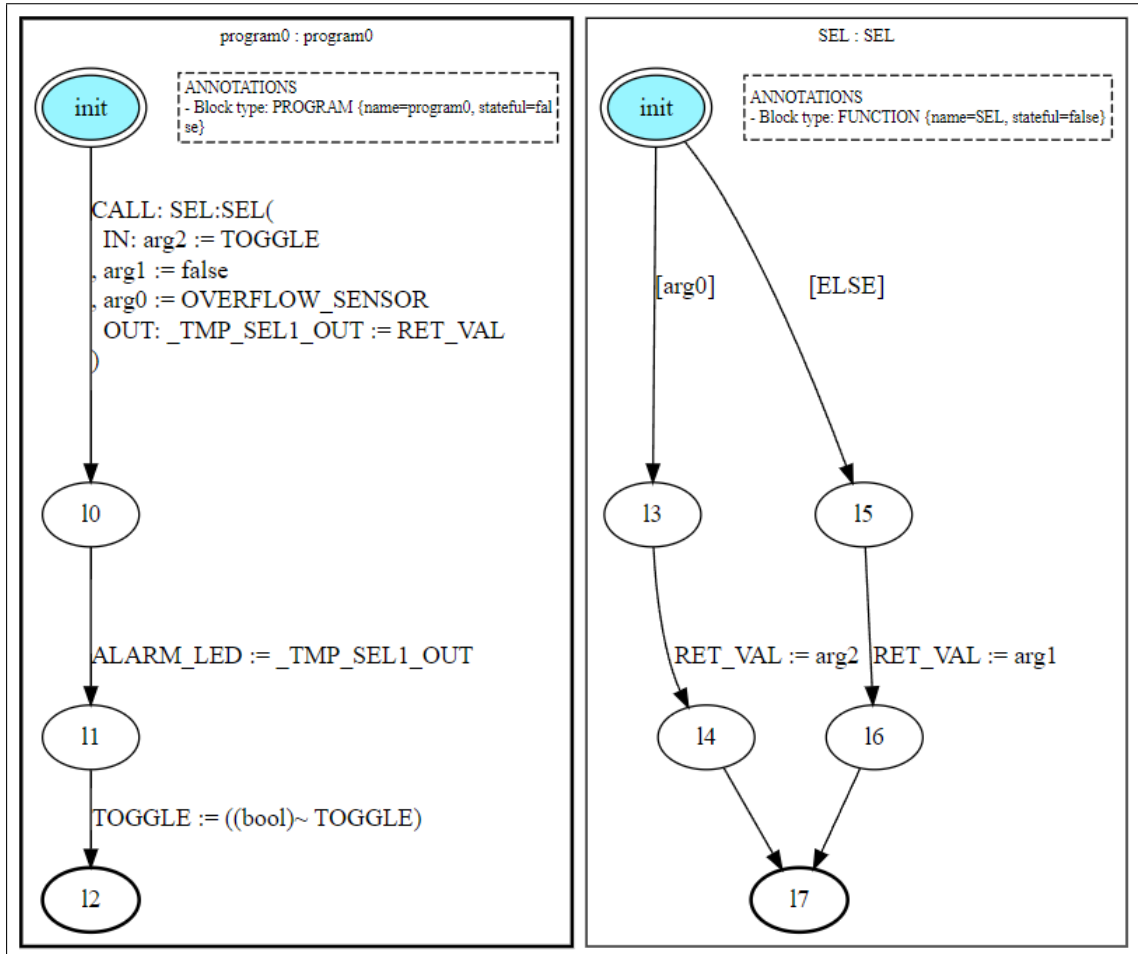 program0 : program0
init
ANNOTATIONS
- Block type: PROGRAM {name=program0, stateful=fal
se}
CALL: SEL:SEL(
IN: arg2 := TOGGLE
, arg1 := false
, arg0 := OVERFLOW_SENSOR
OUT: _TMP_SEL1_OUT := RET_VAL
)
l0
ALARM_LED := _TMP_SEL1_OUT
l1
TOGGLE := ((bool)~ TOGGLE)
l2
SEL : SEL
init
ANNOTATIONS
- Block type: FUNCTION {name=SEL, stateful=false}
[arg0]
[ELSE]
l3
l5
RET_VAL := arg2
RET_VAL := arg1
l4
l6
l7